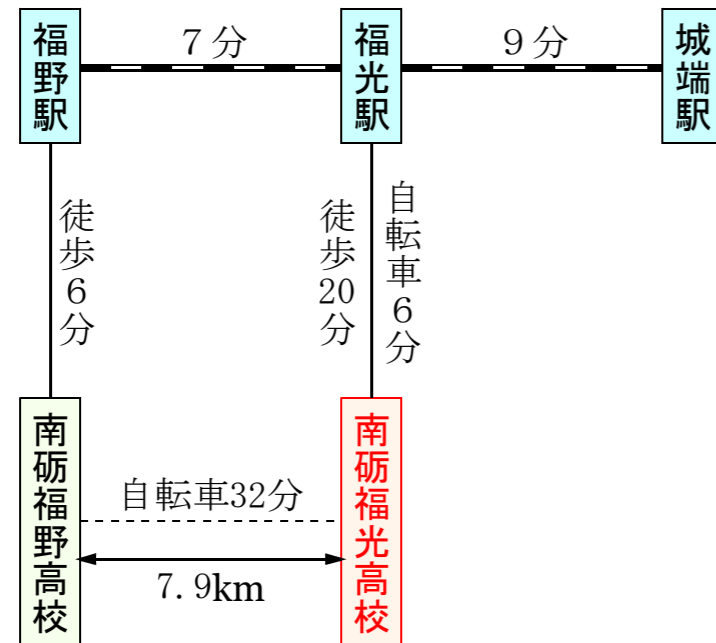 福野駅
7分
福光駅
9分
城端駅
徒歩6分
徒歩20分
自転車6分
南砺福野高校
自転車32分
7.9km
南砺福光高校